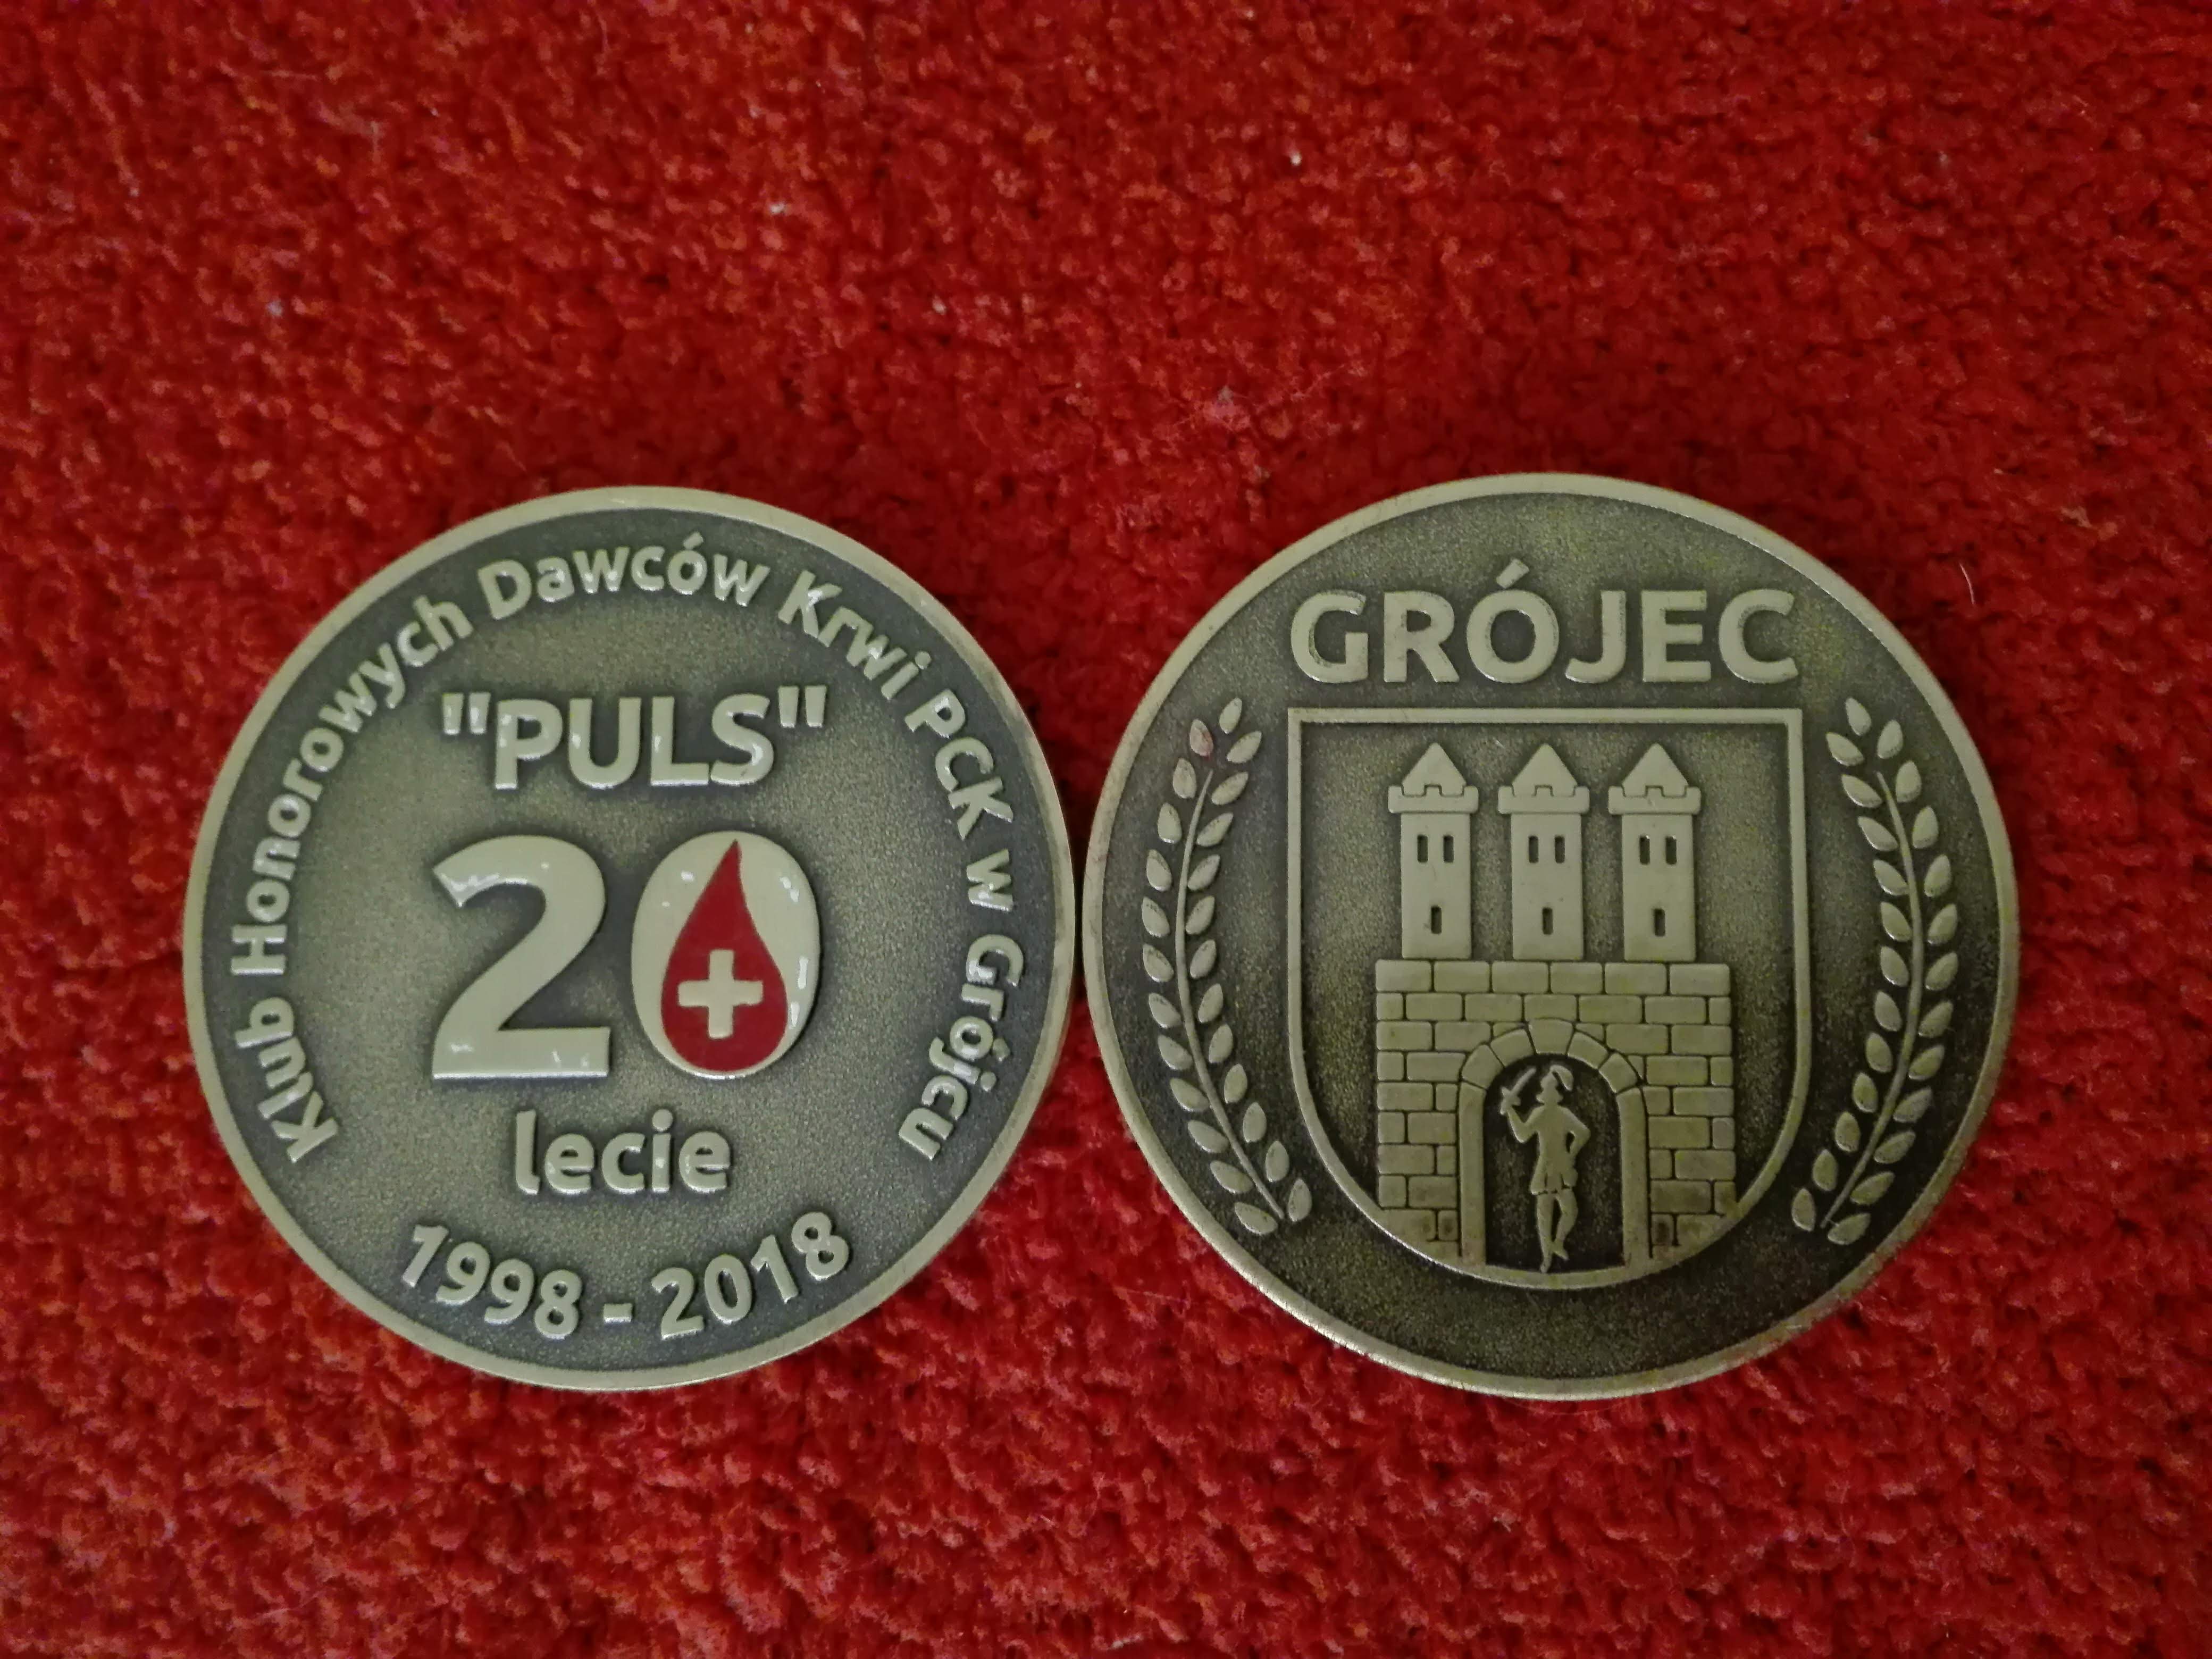 Klub Honorowych Dawców Krwi PCK w Grójcu
"PULS"
20
lecie
1998 - 2018
GRÓJEC